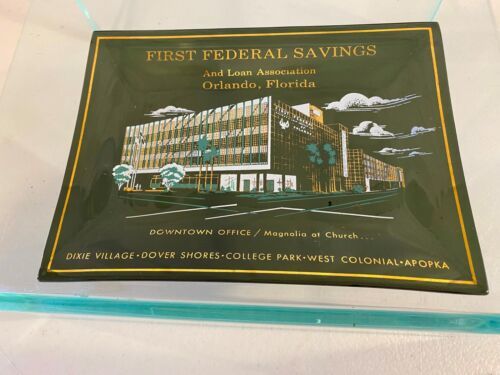 FIRST FEDERAL SAVINGS
And Loan Association
Orlando, Florida
DOWNTOWN OFFICE / Magnolia at Church...
DIXIE VILLAGE • DOVER SHORES • COLLEGE PARK • WEST COLONIAL • APOPKA